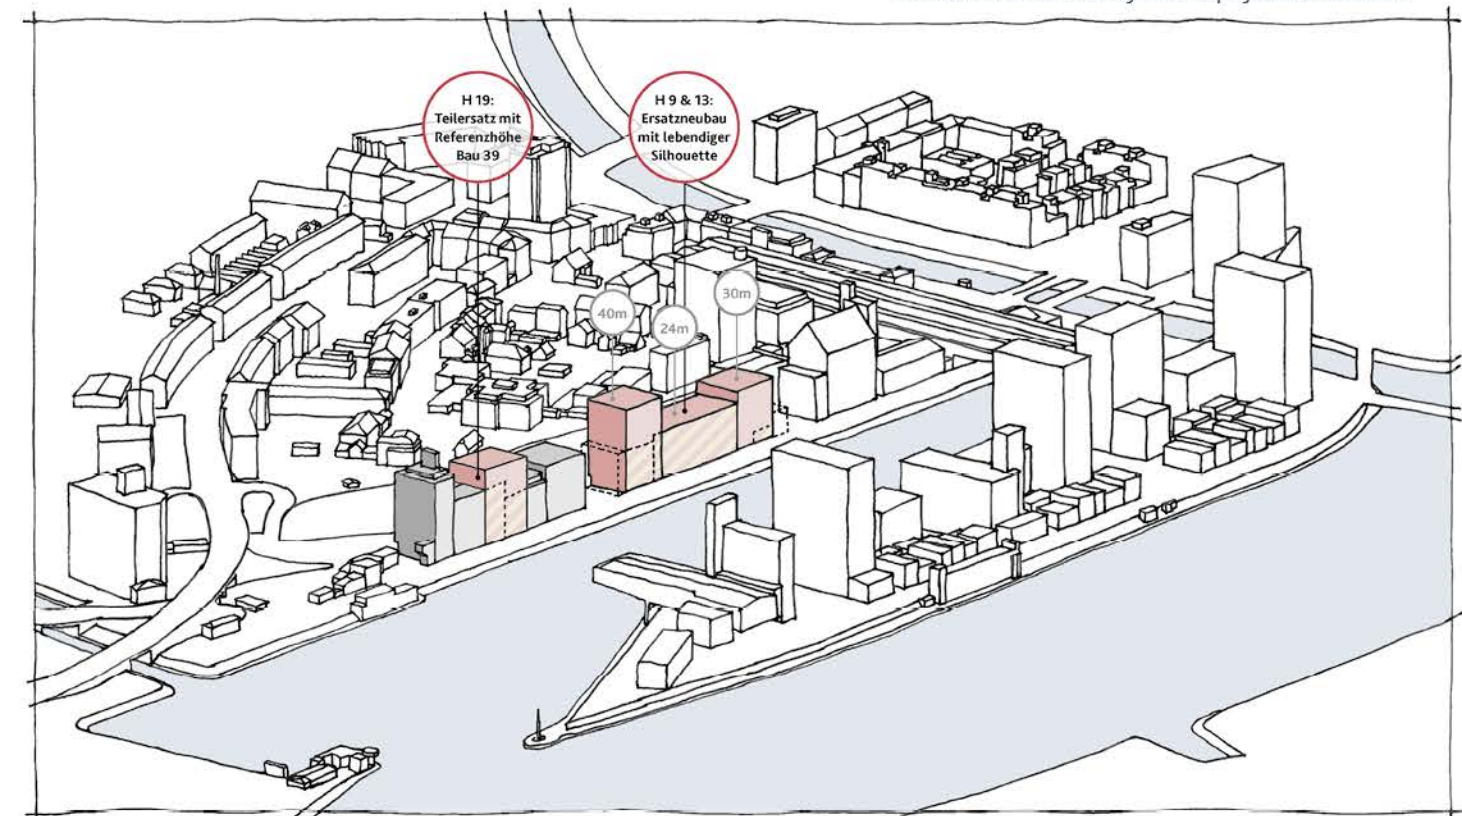 H 19:
Teilersatz mit
Referenzhöhe
Bau 39
H 9 & 13:
Ersatzneubau
mit lebendiger
Silhouette
40m
24m
30m